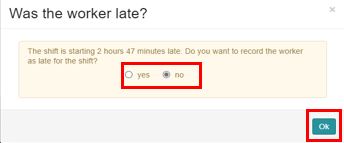 Was the worker late?
×
The shift is starting 2 hours 47 minutes late. Do you want to record the worker
as late for the shift?
yes no
Ok